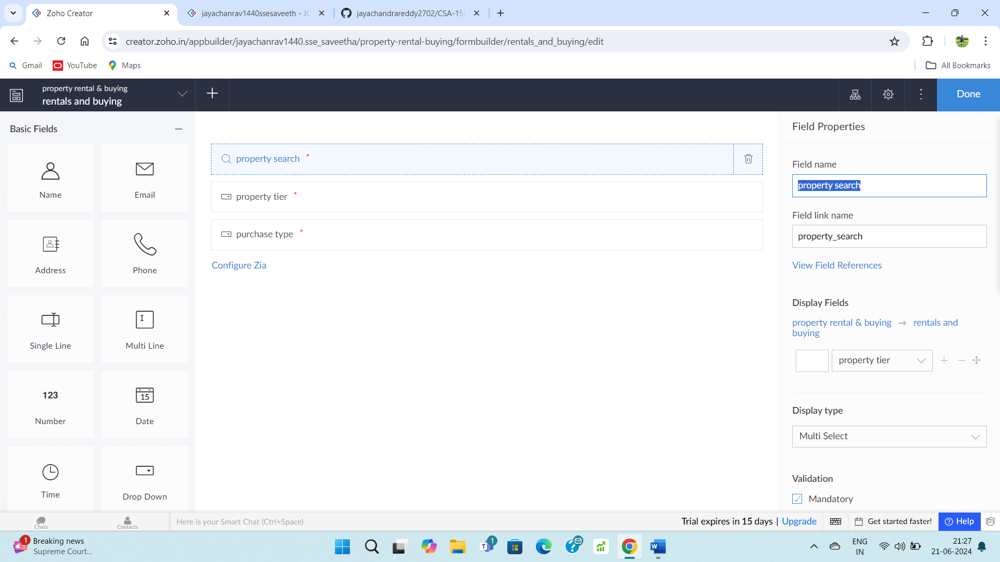 Zoho Creator
jayachanrav1440ssesaveeth - JC
jayachandrareddy2702/CSA-158
creator.zoho.in/appbuilder/jayachanrav1440.sse_saveetha/property-rental-buying/formbuilder/rentals_and_buying/edit
Gmail
YouTube
Maps
All Bookmarks
property rental & buying
rentals and buying
Done
Basic Fields
Name
Email
Address
Phone
Single Line
Multi Line
123
Number
15
Date
Time
Drop Down
property search *
property tier *
purchase type *
Configure Zia
Field Properties
Field name
property search
Field link name
property_search
View Field References
Display Fields
property rental & buying → rentals and
buying
property tier
Display type
Multi Select
Validation
Mandatory
Chats
Contacts
Here is your Smart Chat (Ctrl+Space)
Trial expires in 15 days | Upgrade
Get started faster!
Help
1
Breaking news
Supreme Court...
1
ENG
IN
21:27
21-06-2024